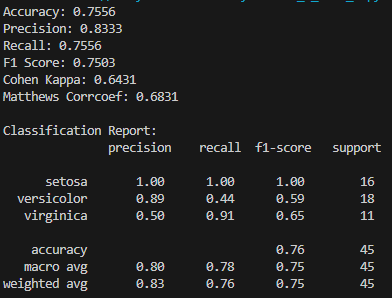 Accuracy: 0.7556
Precision: 0.8333
Recall: 0.7556
F1 Score: 0.7503
Cohen Kappa: 0.6431
Matthews Corrcoef: 0.6831
Classification Report:
precision recall f1-score support
setosa 1.00 1.00 1.00 16
versicolor 0.89 0.44 0.59 18
virginica 0.50 0.91 0.65 11
accuracy 0.76 45
macro avg 0.80 0.78 0.75 45
weighted avg 0.83 0.76 0.75 45